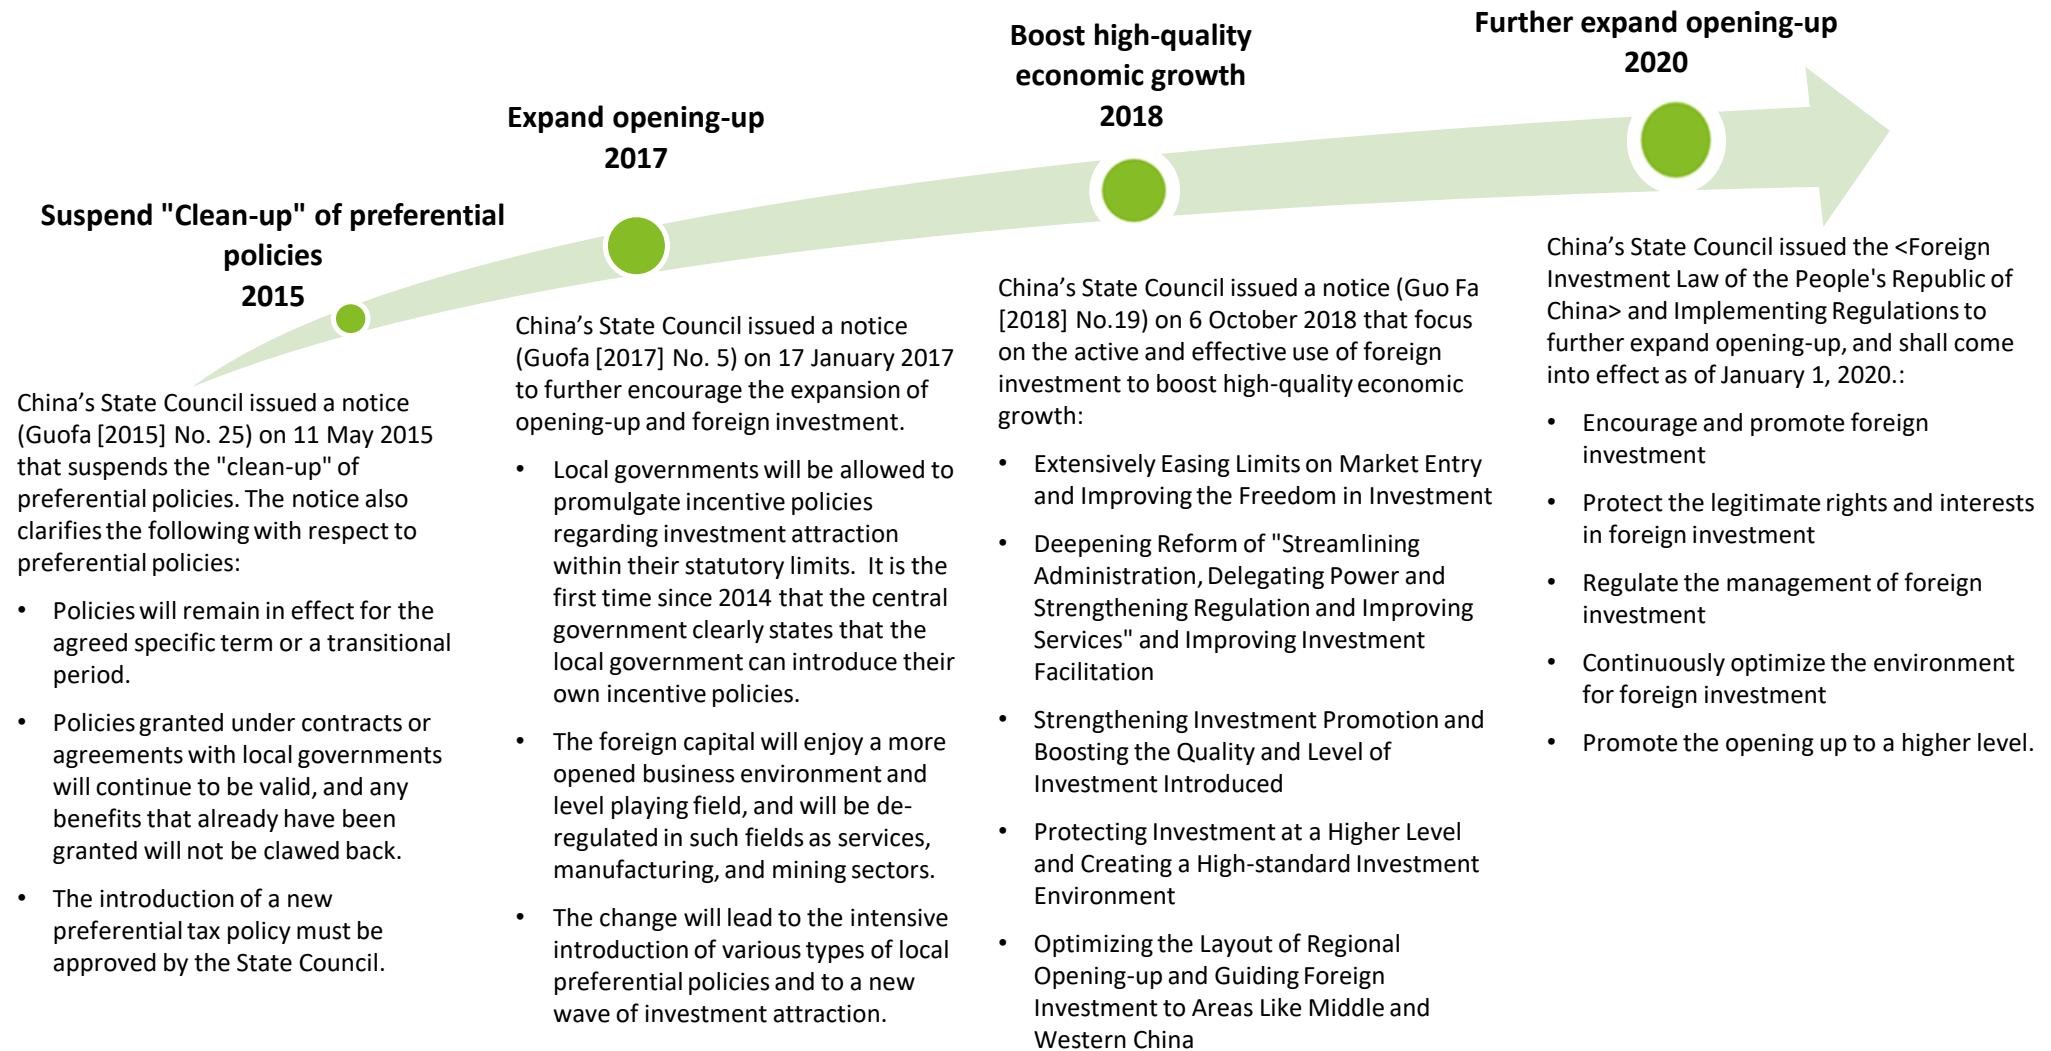 Suspend "Clean-up" of preferential
policies
2015
China’s State Council issued a notice
(Guofa [2015] No. 25) on 11 May 2015
that suspends the "clean-up" of
preferential policies. The notice also
clarifies the following with respect to
preferential policies:
• Policies will remain in effect for the
agreed specific term or a transitional
period.
• Policies granted under contracts or
agreements with local governments
will continue to be valid, and any
benefits that already have been
granted will not be clawed back.
• The introduction of a new
preferential tax policy must be
approved by the State Council.
Expand opening-up
2017
China’s State Council issued a notice
(Guofa [2017] No. 5) on 17 January 2017
to further encourage the expansion of
opening-up and foreign investment.
• Local governments will be allowed to
promulgate incentive policies
regarding investment attraction
within their statutory limits.  It is the
first time since 2014 that the central
government clearly states that the
local government can introduce their
own incentive policies.
• The foreign capital will enjoy a more
opened business environment and
level playing field, and will be de-
regulated in such fields as services,
manufacturing, and mining sectors.
• The change will lead to the intensive
introduction of various types of local
preferential policies and to a new
wave of investment attraction.
Boost high-quality
economic growth
2018
China’s State Council issued a notice (Guo Fa
[2018] No.19) on 6 October 2018 that focus
on the active and effective use of foreign
investment to boost high-quality economic
growth:
• Extensively Easing Limits on Market Entry
and Improving the Freedom in Investment
• Deepening Reform of "Streamlining
Administration, Delegating Power and
Strengthening Regulation and Improving
Services" and Improving Investment
Facilitation
• Strengthening Investment Promotion and
Boosting the Quality and Level of
Investment Introduced
• Protecting Investment at a Higher Level
and Creating a High-standard Investment
Environment
• Optimizing the Layout of Regional
Opening-up and Guiding Foreign
Investment to Areas Like Middle and
Western China
Further expand opening-up
2020
China’s State Council issued the <Foreign
Investment Law of the People's Republic of
China> and Implementing Regulations to
further expand opening-up, and shall come
into effect as of January 1, 2020.:
• Encourage and promote foreign
investment
• Protect the legitimate rights and interests
in foreign investment
• Regulate the management of foreign
investment
• Continuously optimize the environment
for foreign investment
• Promote the opening up to a higher level.